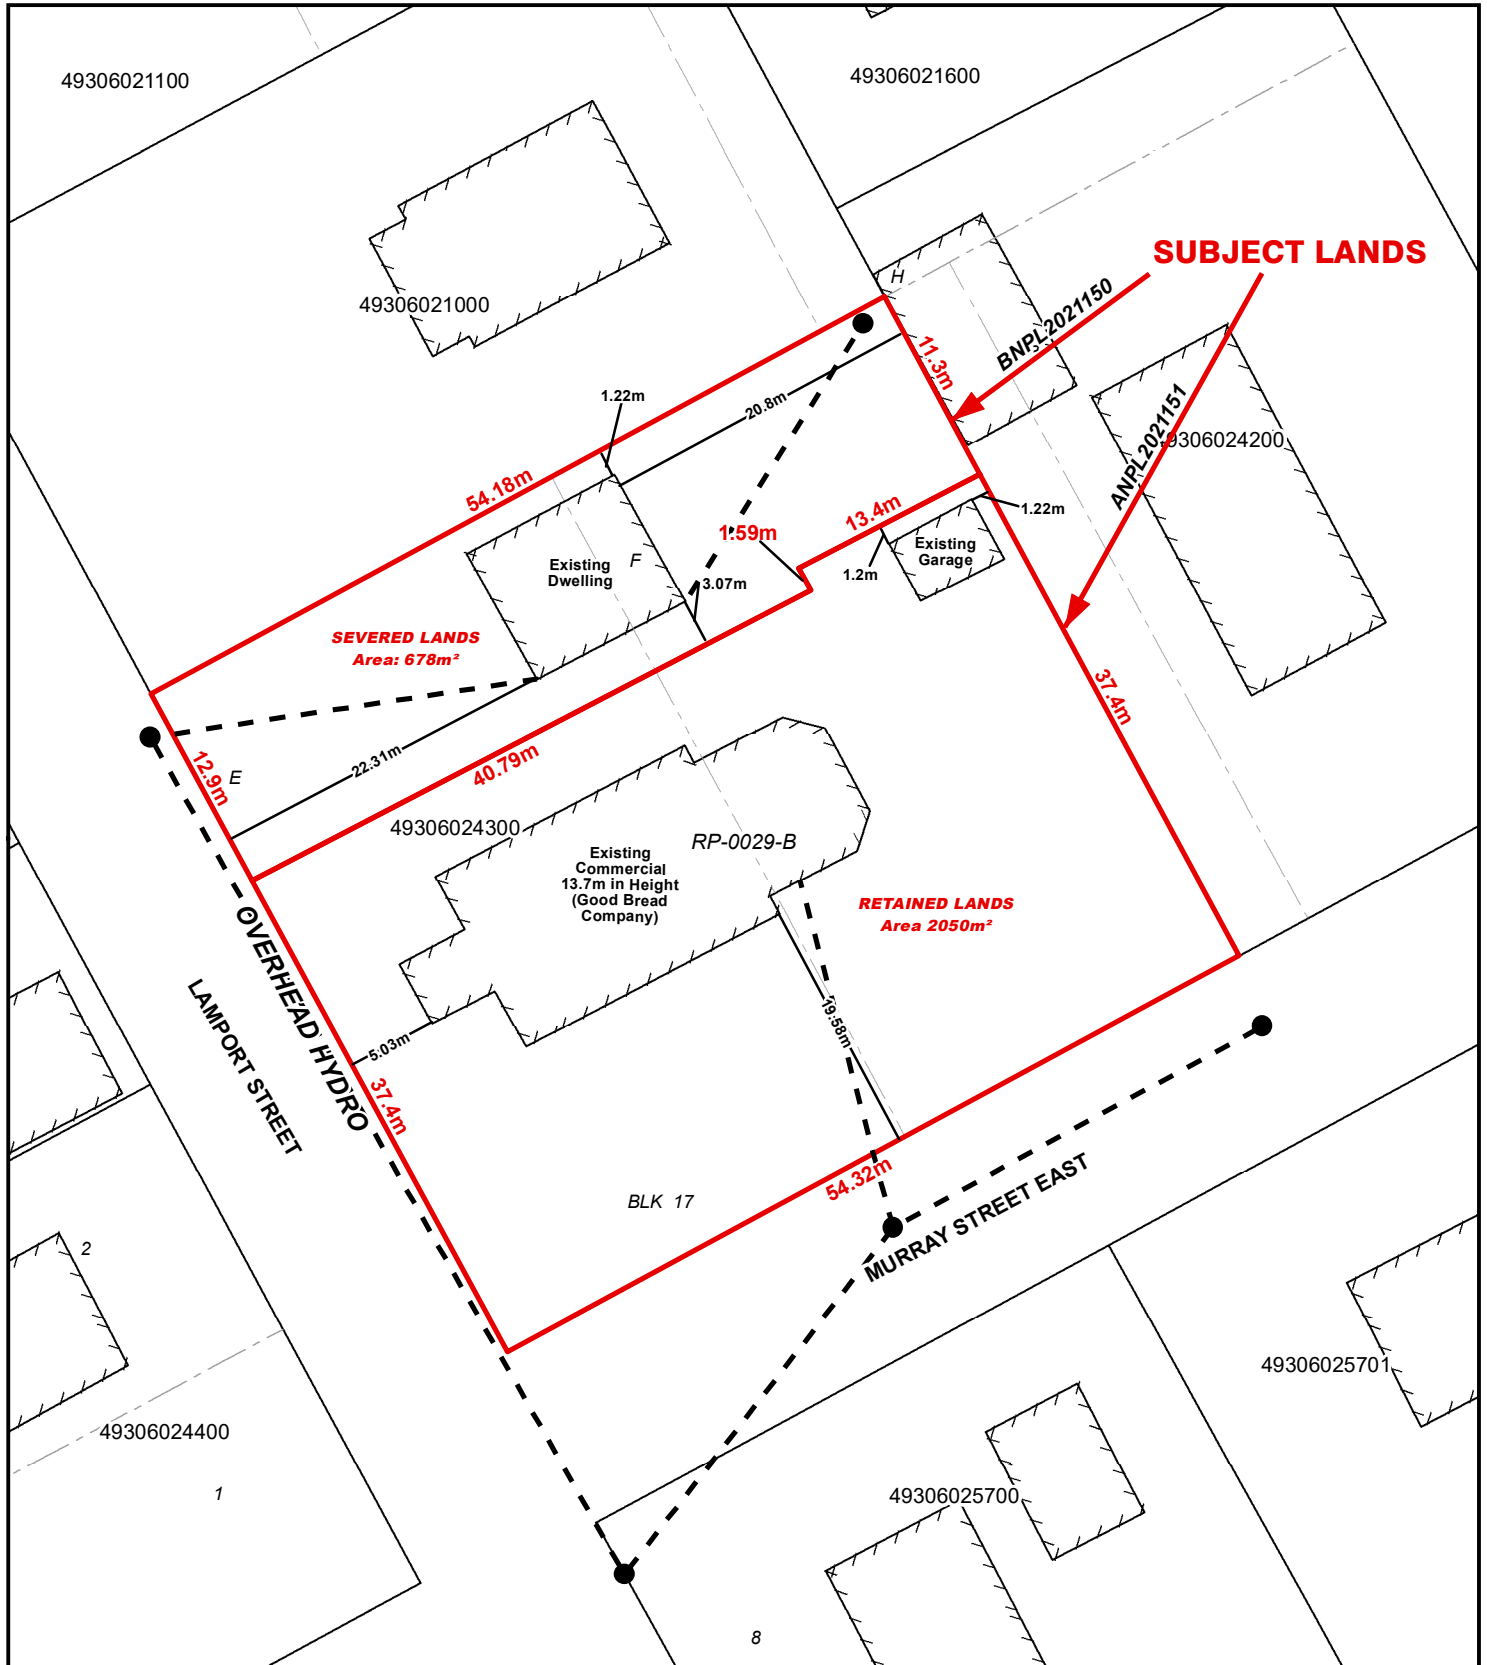 49306021100
49306021600
SUBJECT LANDS
H
49306021000
BNPL2021150
11.3m
1.22m
20.8m
ANPL2021151
9306024200
54.18m
13.4m
1.22m
1.59m
Existing
Garage
Existing
Dwelling
F
1.2m
3.07m
SEVERED LANDS
Area: 678m²
37.4m
12.9m
E
22.31m
40.79m
49306024300
RP-0029-B
Existing
Commercial
13.7m in Height
(Good Bread
Company)
RETAINED LANDS
Area 2050m²
OVERHEAD HYDRO
LAMPORT STREET
5.03m
19.58m
37.4m
54.32m
MURRAY STREET EAST
BLK 17
2
49306025701
49306024400
1
49306025700
8